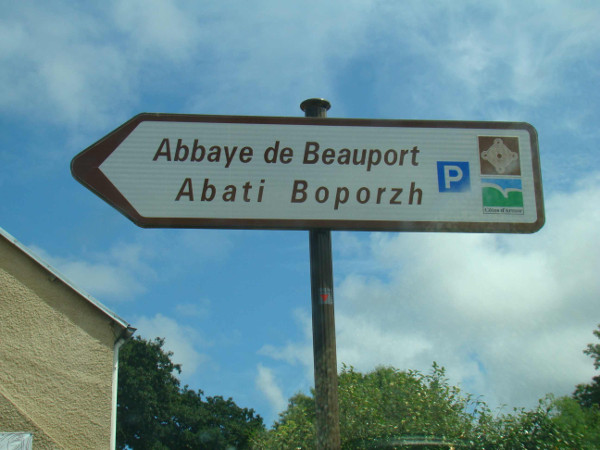 Abbaye de Beauport
Abati Boporzh
P